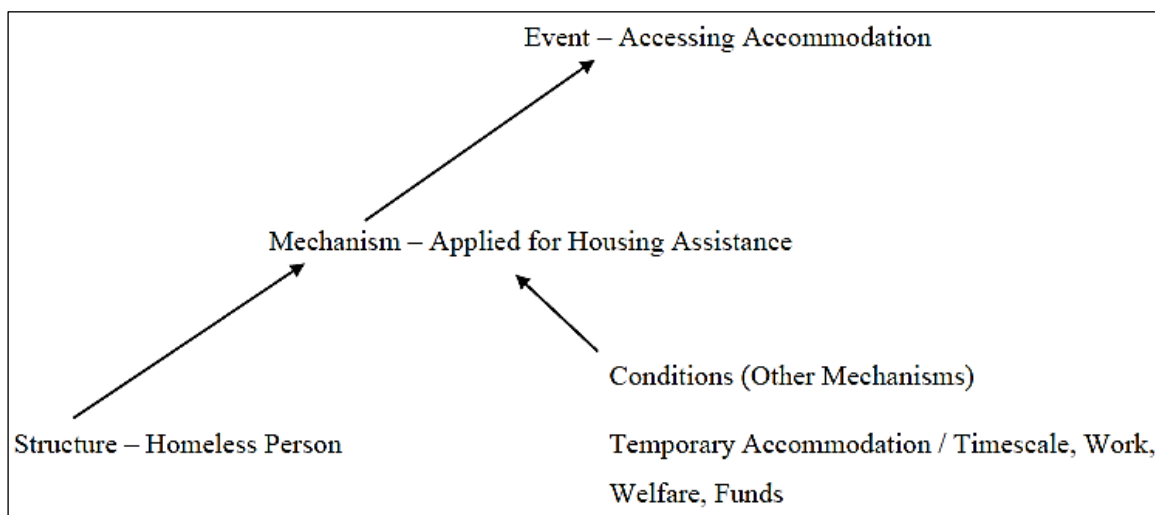 Event – Accessing Accommodation
Mechanism – Applied for Housing Assistance
Conditions (Other Mechanisms)
Structure – Homeless Person
Temporary Accommodation / Timescale, Work,
Welfare, Funds